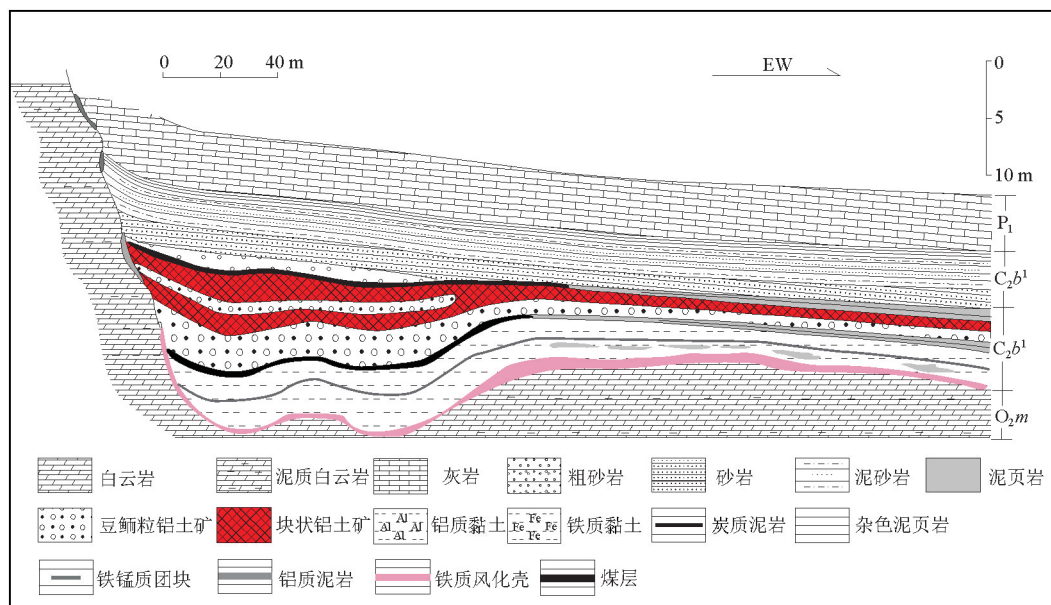 0 20 40 m
EW
0
5
10 m
P1
C2b1
C2b1
O2m
白云岩 泥质白云岩 灰岩 粗砂岩 砂岩 泥砂岩 泥页岩
豆鲕粒铝土矿 块状铝土矿 Al Al Al Al 铝质黏土 Fe Fe Fe Fe 铁质黏土 炭质泥岩 杂色泥页岩
铁锰质团块 铝质泥岩 铁质风化壳 煤层